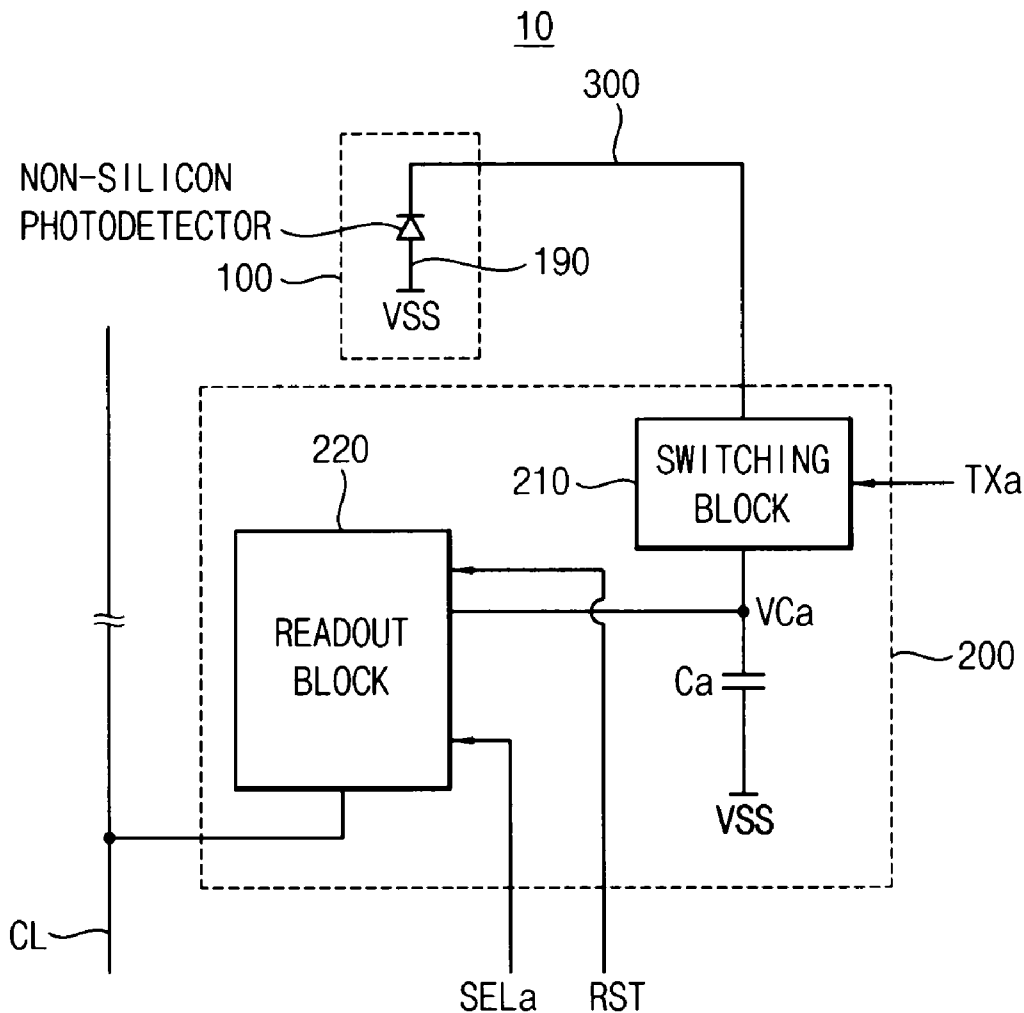 10
300
NON-SILICON
PHOTODETECTOR
100
190
VSS
220
210
SWITCHING
BLOCK
TXa
READOUT
BLOCK
VCa
Ca
200
VSS
CL
SELa
RST